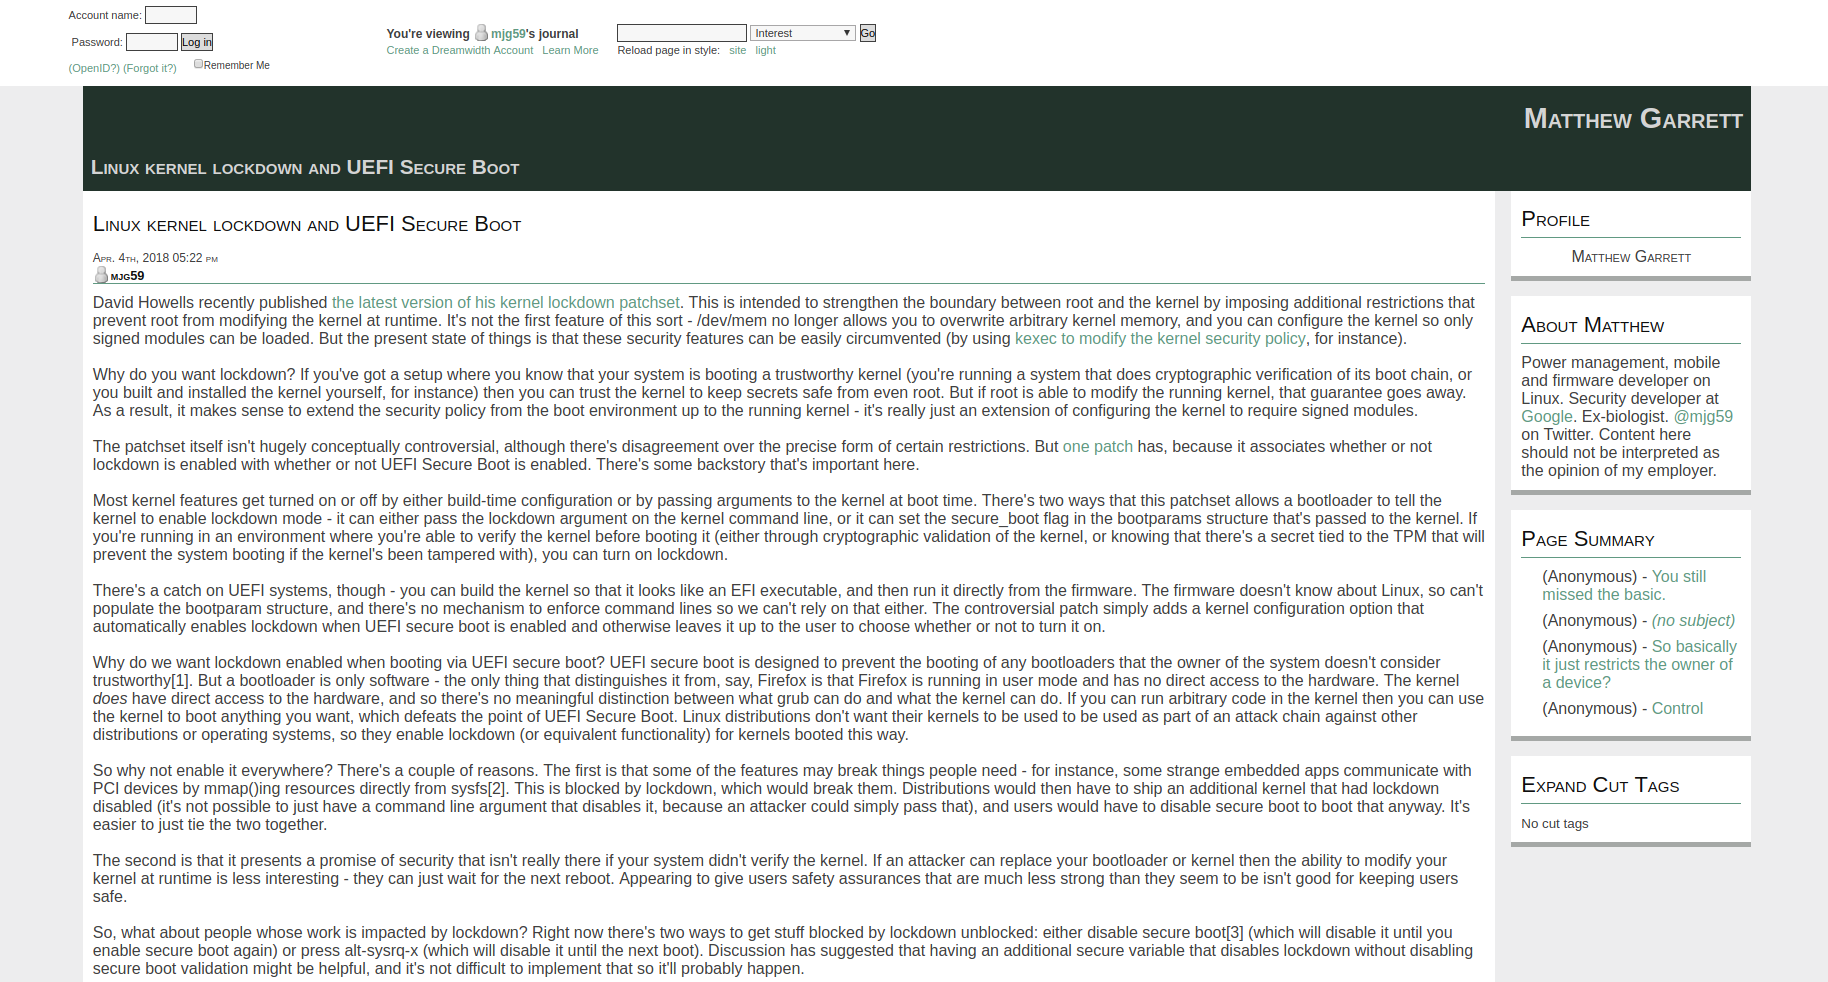 Account name:
Password: Log in
(OpenID?) (Forgot it?) Remember Me
You're viewing mjg59's journal
Create a Dreamwidth Account Learn More
Interest Go
Reload page in style: site light
Matthew Garrett
Linux kernel lockdown and UEFI Secure Boot
Linux kernel lockdown and UEFI Secure Boot
Apr. 4th, 2018 05:22 pm
mjg59
David Howells recently published the latest version of his kernel lockdown patchset. This is intended to strengthen the boundary between root and the kernel by imposing additional restrictions that
prevent root from modifying the kernel at runtime. It's not the first feature of this sort - /dev/mem no longer allows you to overwrite arbitrary kernel memory, and you can configure the kernel so only
signed modules can be loaded. But the present state of things is that these security features can be easily circumvented (by using kexec to modify the kernel security policy, for instance).
Why do you want lockdown? If you've got a setup where you know that your system is booting a trustworthy kernel (you're running a system that does cryptographic verification of its boot chain, or
you built and installed the kernel yourself, for instance) then you can trust the kernel to keep secrets safe from even root. But if root is able to modify the running kernel, that guarantee goes away.
As a result, it makes sense to extend the security policy from the boot environment up to the running kernel - it's really just an extension of configuring the kernel to require signed modules.
The patchset itself isn't hugely conceptually controversial, although there's disagreement over the precise form of certain restrictions. But one patch has, because it associates whether or not
lockdown is enabled with whether or not UEFI Secure Boot is enabled. There's some backstory that's important here.
Most kernel features get turned on or off by either build-time configuration or by passing arguments to the kernel at boot time. There's two ways that this patchset allows a bootloader to tell the
kernel to enable lockdown mode - it can either pass the lockdown argument on the kernel command line, or it can set the secure_boot flag in the bootparams structure that's passed to the kernel. If
you're running in an environment where you're able to verify the kernel before booting it (either through cryptographic validation of the kernel, or knowing that there's a secret tied to the TPM that will
prevent the system booting if the kernel's been tampered with), you can turn on lockdown.
There's a catch on UEFI systems, though - you can build the kernel so that it looks like an EFI executable, and then run it directly from the firmware. The firmware doesn't know about Linux, so can't
populate the bootparam structure, and there's no mechanism to enforce command lines so we can't rely on that either. The controversial patch simply adds a kernel configuration option that
automatically enables lockdown when UEFI secure boot is enabled and otherwise leaves it up to the user to choose whether or not to turn it on.
Why do we want lockdown enabled when booting via UEFI secure boot? UEFI secure boot is designed to prevent the booting of any bootloaders that the owner of the system doesn't consider
trustworthy[1]. But a bootloader is only software - the only thing that distinguishes it from, say, Firefox is that Firefox is running in user mode and has no direct access to the hardware. The kernel
does have direct access to the hardware, and so there's no meaningful distinction between what grub can do and what the kernel can do. If you can run arbitrary code in the kernel then you can use
the kernel to boot anything you want, which defeats the point of UEFI Secure Boot. Linux distributions don't want their kernels to be used to be used as part of an attack chain against other
distributions or operating systems, so they enable lockdown (or equivalent functionality) for kernels booted this way.
So why not enable it everywhere? There's a couple of reasons. The first is that some of the features may break things people need - for instance, some strange embedded apps communicate with
PCI devices by mmap()ing resources directly from sysfs[2]. This is blocked by lockdown, which would break them. Distributions would then have to ship an additional kernel that had lockdown
disabled (it's not possible to just have a command line argument that disables it, because an attacker could simply pass that), and users would have to disable secure boot to boot that anyway. It's
easier to just tie the two together.
The second is that it presents a promise of security that isn't really there if your system didn't verify the kernel. If an attacker can replace your bootloader or kernel then the ability to modify your
kernel at runtime is less interesting - they can just wait for the next reboot. Appearing to give users safety assurances that are much less strong than they seem to be isn't good for keeping users
safe.
So, what about people whose work is impacted by lockdown? Right now there's two ways to get stuff blocked by lockdown unblocked: either disable secure boot[3] (which will disable it until you
enable secure boot again) or press alt-sysrq-x (which will disable it until the next boot). Discussion has suggested that having an additional secure variable that disables lockdown without disabling
secure boot validation might be helpful, and it's not difficult to implement that so it'll probably happen.
Profile
Matthew Garrett
About Matthew
Power management, mobile
and firmware developer on
Linux. Security developer at
Google. Ex-biologist. @mjg59
on Twitter. Content here
should not be interpreted as
the opinion of my employer.
Page Summary
(Anonymous) - You still
missed the basic.
(Anonymous) - (no subject)
(Anonymous) - So basically
it just restricts the owner of
a device?
(Anonymous) - Control
Expand Cut Tags
No cut tags